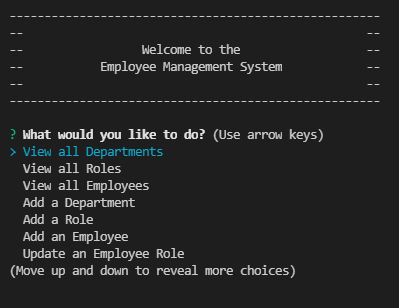 -----------------------------------------------------
-- --
-- Welcome to the --
-- Employee Management System --
-- --
-----------------------------------------------------
? What would you like to do? (Use arrow keys)
> View all Departments
View all Roles
View all Employees
Add a Department
Add a Role
Add an Employee
Update an Employee Role
(Move up and down to reveal more choices)